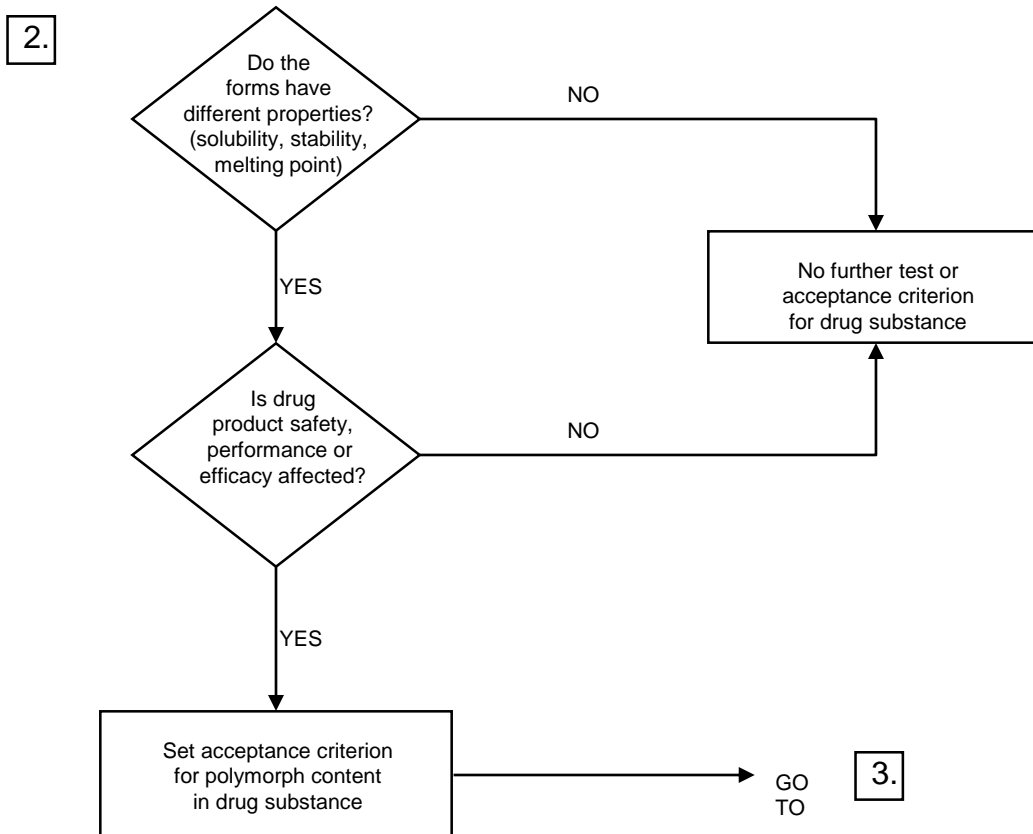 2.
Do the
forms have
different properties?
(solubility, stability,
melting point)
NO
YES
No further test or
acceptance criterion
for drug substance
Is drug
product safety,
performance or
efficacy affected?
NO
YES
Set acceptance criterion
for polymorph content
in drug substance
GO
TO
3.